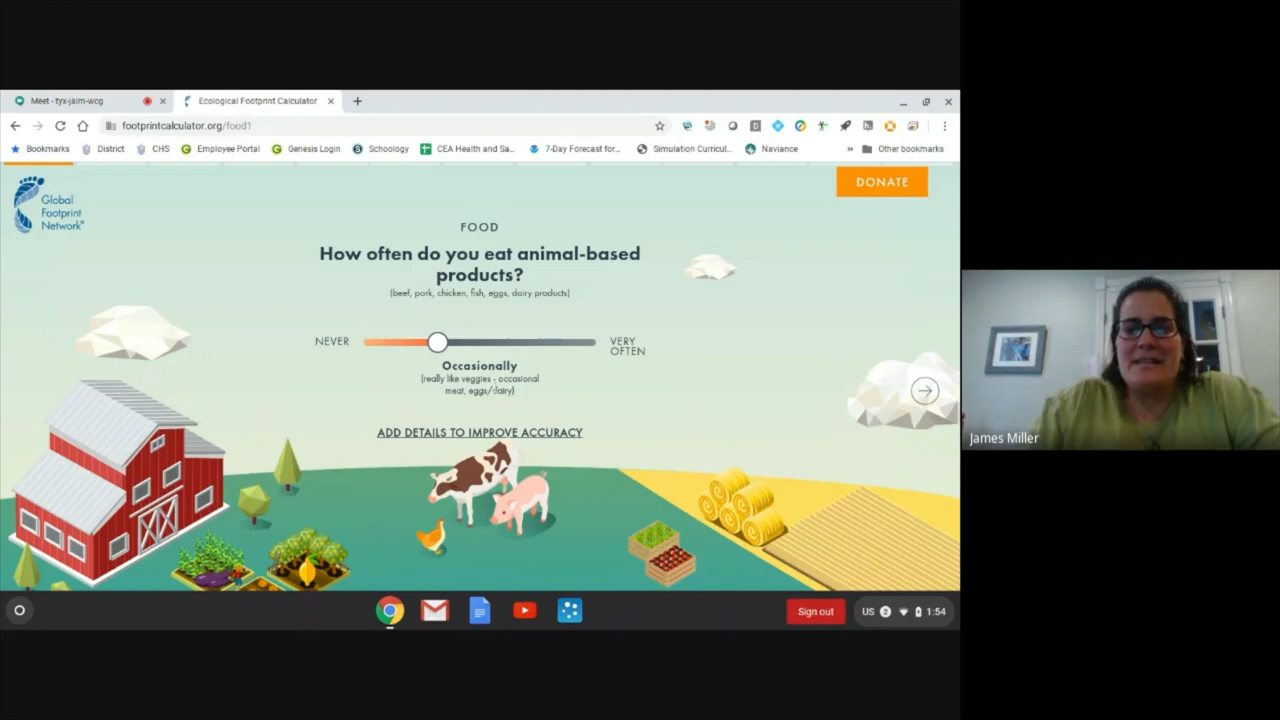 Meet - tyx-jaim-wcg
Ecological Footprint Calculator
footprintcalculator.org/food1
Bookmarks District CHS Employee Portal Genesis Login Schoology CEA Health and Sa... 7-Day Forecast for... Simulation Curricul... Naviance » Other bookmarks
DONATE
Global
Footprint
Network®
FOOD
How often do you eat animal-based
products?
(beef, pork, chicken, fish, eggs, dairy products)
NEVER
VERY
OFTEN
Occasionally
(really like veggies - occasional
meat, eggs/dairy)
ADD DETAILS TO IMPROVE ACCURACY
James Miller
Sign out
US 2 1:54